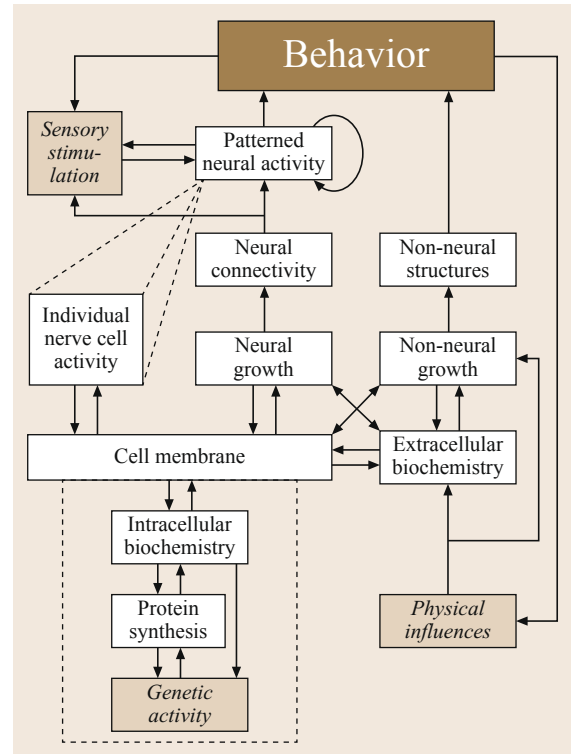 Behavior
Sensory
stimu-
lation
Patterned
neural activity
Neural
connectivity
Non-neural
structures
Individual
nerve cell
activity
Neural
growth
Non-neural
growth
Cell membrane
Extracellular
biochemistry
Intracellular
biochemistry
Protein
synthesis
Physical
influences
Genetic
activity